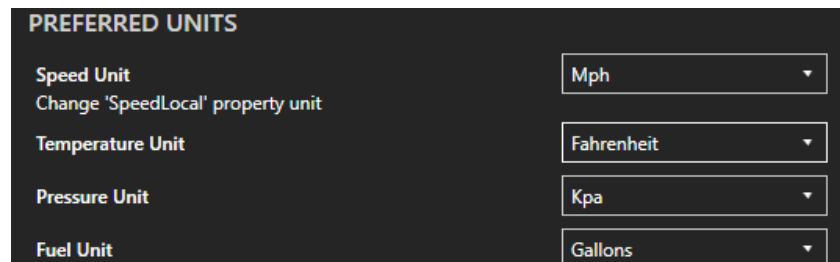 PREFERRED UNITS
Speed Unit
Mph
Change 'SpeedLocal' property unit
Temperature Unit
Fahrenheit
Pressure Unit
Kpa
Fuel Unit
Gallons